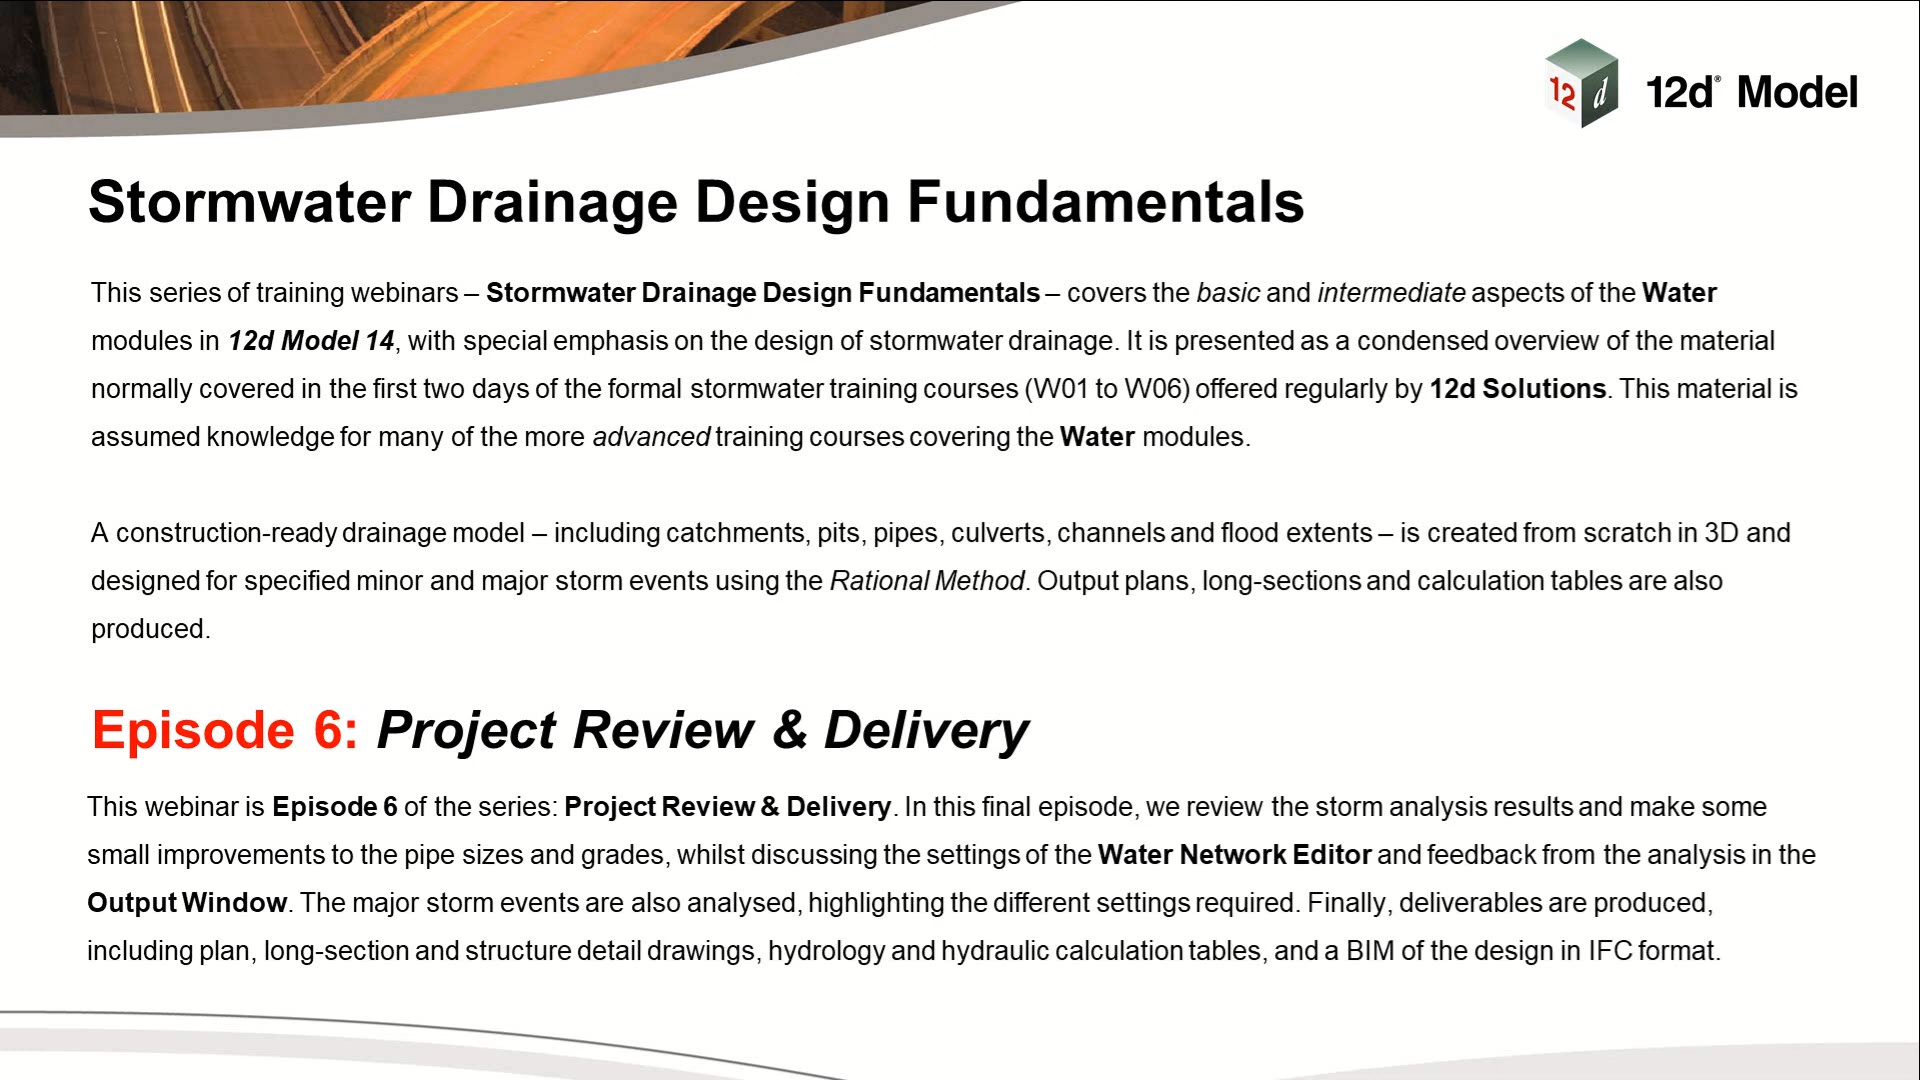 12d
12d® Model
Stormwater Drainage Design Fundamentals
This series of training webinars – Stormwater Drainage Design Fundamentals – covers the basic and intermediate aspects of the Water
modules in 12d Model 14, with special emphasis on the design of stormwater drainage. It is presented as a condensed overview of the material
normally covered in the first two days of the formal stormwater training courses (W01 to W06) offered regularly by 12d Solutions. This material is
assumed knowledge for many of the more advanced training courses covering the Water modules.
A construction-ready drainage model – including catchments, pits, pipes, culverts, channels and flood extents – is created from scratch in 3D and
designed for specified minor and major storm events using the Rational Method. Output plans, long-sections and calculation tables are also
produced.
Episode 6: Project Review & Delivery
This webinar is Episode 6 of the series: Project Review & Delivery. In this final episode, we review the storm analysis results and make some
small improvements to the pipe sizes and grades, whilst discussing the settings of the Water Network Editor and feedback from the analysis in the
Output Window. The major storm events are also analysed, highlighting the different settings required. Finally, deliverables are produced,
including plan, long-section and structure detail drawings, hydrology and hydraulic calculation tables, and a BIM of the design in IFC format.